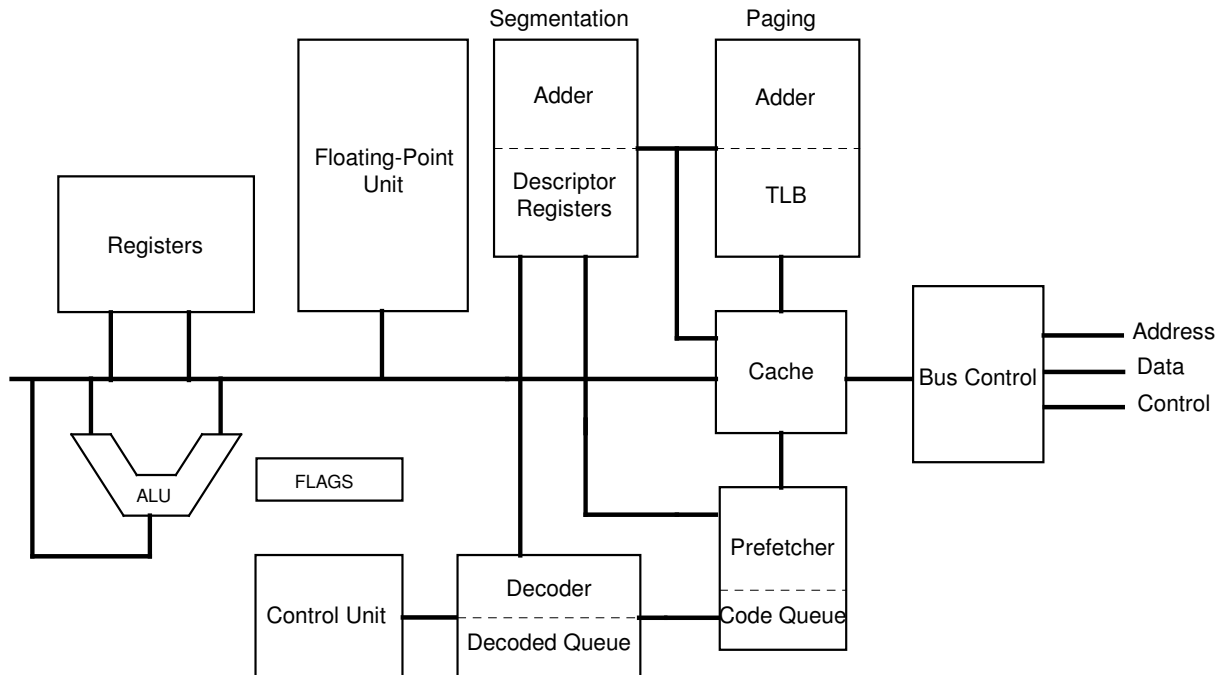 Segmentation
Paging
Adder
Descriptor
Registers
Adder
TLB
Floating-Point
Unit
Registers
Cache
Bus Control
Address
Data
Control
ALU
FLAGS
Prefetcher
Code Queue
Decoder
Decoded Queue
Control Unit